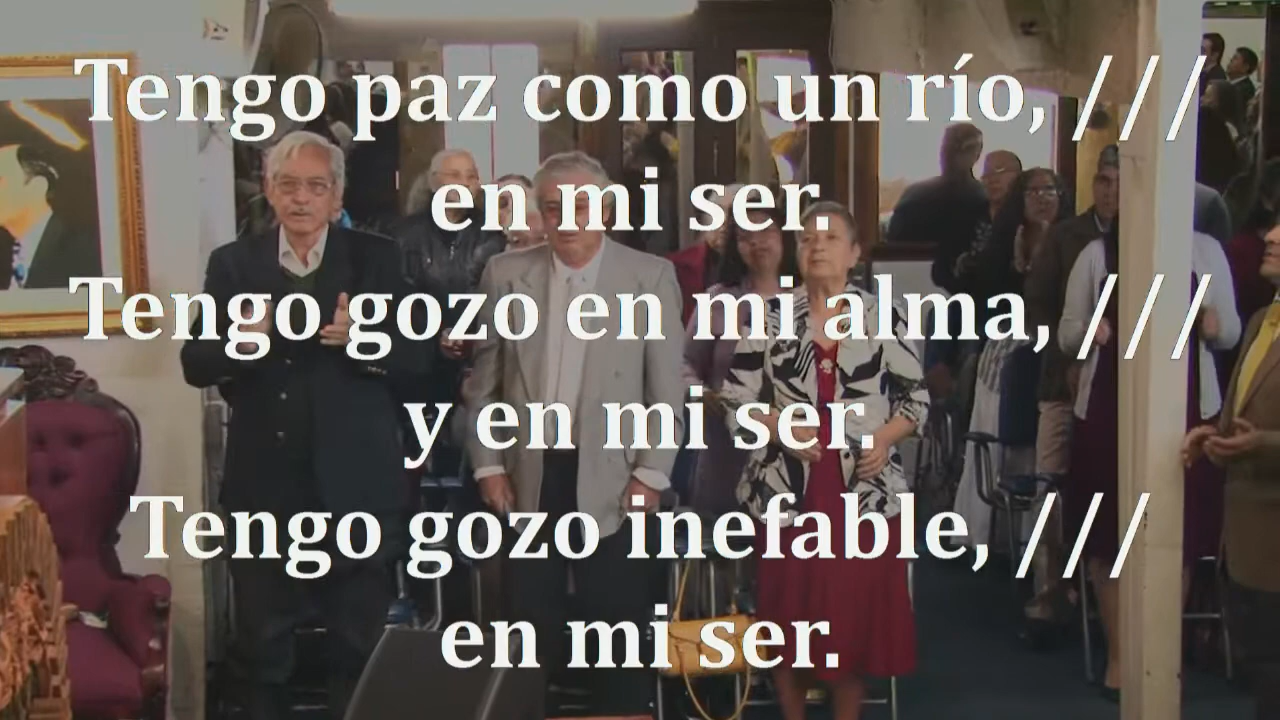 Tengo paz como un río, ///
en mi ser.
Tengo gozo en mi alma, ///
y en mi ser.
Tengo gozo inefable, ///
en mi ser.